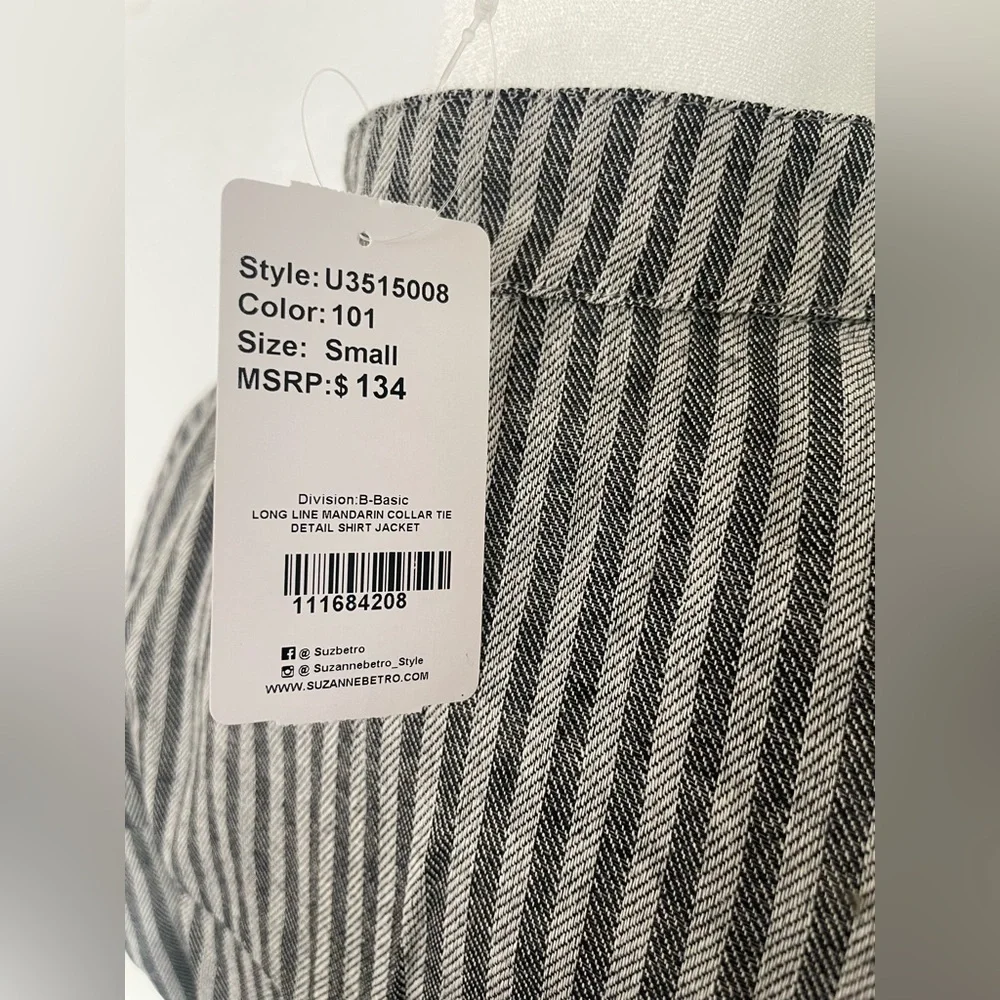 Style: U3515008
Color: 101
Size: Small
MSRP:$ 134
Division:B-Basic
LONG LINE MANDARIN COLLAR TIE
DETAIL SHIRT JACKET
111684208
@ Suzbetro
@ Suzannebetro_Style
WWW.SUZANNEBETRO.COM